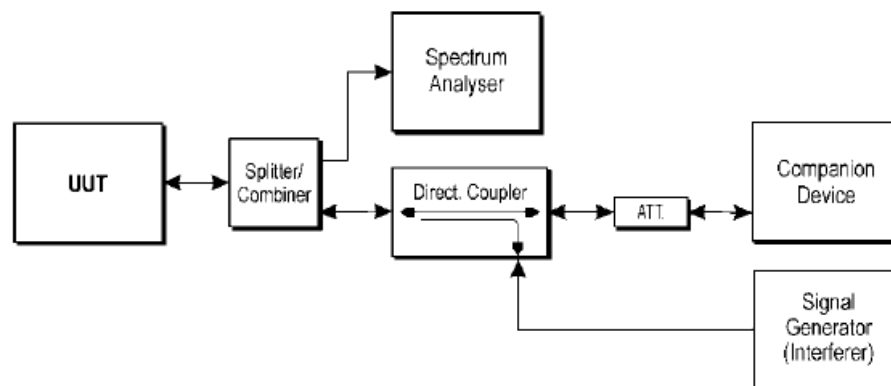 Spectrum
Analyser
UUT
Splitter/
Combiner
Direct. Coupler
ATT.
Companion
Device
Signal
Generator
(Interferer)